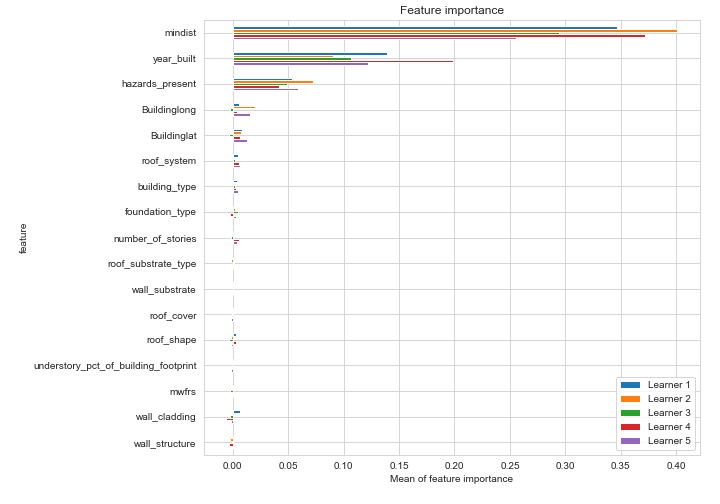 Feature importance
feature
mindist
year_built
hazards_present
Buildinglong
Buildinglat
roof_system
building_type
foundation_type
number_of_stories
roof_substrate_type
wall_substrate
roof_cover
roof_shape
understory_pct_of_building_footprint
mwfrs
wall_cladding
wall_structure
Learner 1
Learner 2
Learner 3
Learner 4
Learner 5
0.00 0.05 0.10 0.15 0.20 0.25 0.30 0.35 0.40
Mean of feature importance